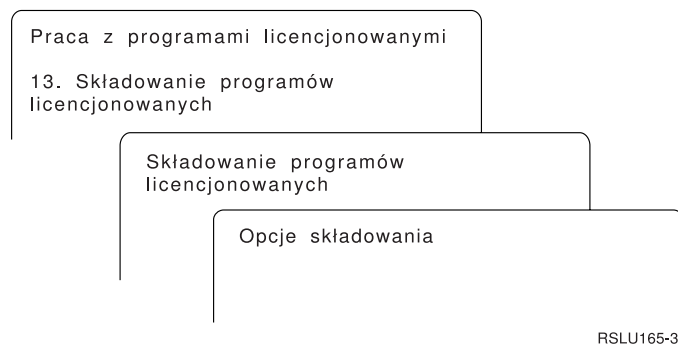 Praca z programami licencjonowanymi
13. Składowanie programów
licencjonowanych
Składowanie programów
licencjonowanych
Opcje składowania
RSLU165-3